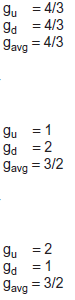 gu = 4/3
gd = 4/3
gavg = 4/3
gu = 1
gd = 2
gavg = 3/2
gu = 2
gd = 1
gavg = 3/2